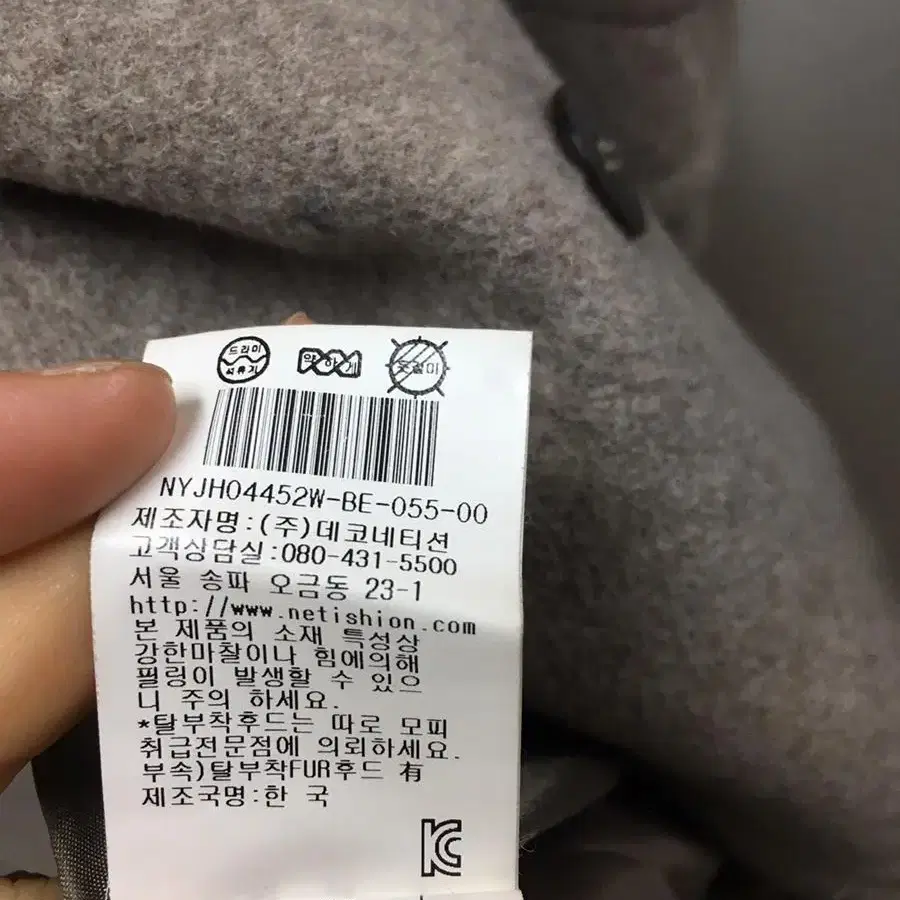 드라이
석유계
약하게
옷걸이
NYJH04452W-BE-055-00
제조자명:(주)데코네티션
고객상담실:080-431-5500
서울 송파 오금동 23-1
http://www.netishion.com
본 제품의 소재 특성상
강한마찰이나 힘에의해
필링이 발생할 수 있으
니 주의 하세요.
*탈부착후드는 따로 모피
취급전문점에 의뢰하세요.
부속)탈부착FUR후드 有
제조국명:한 국